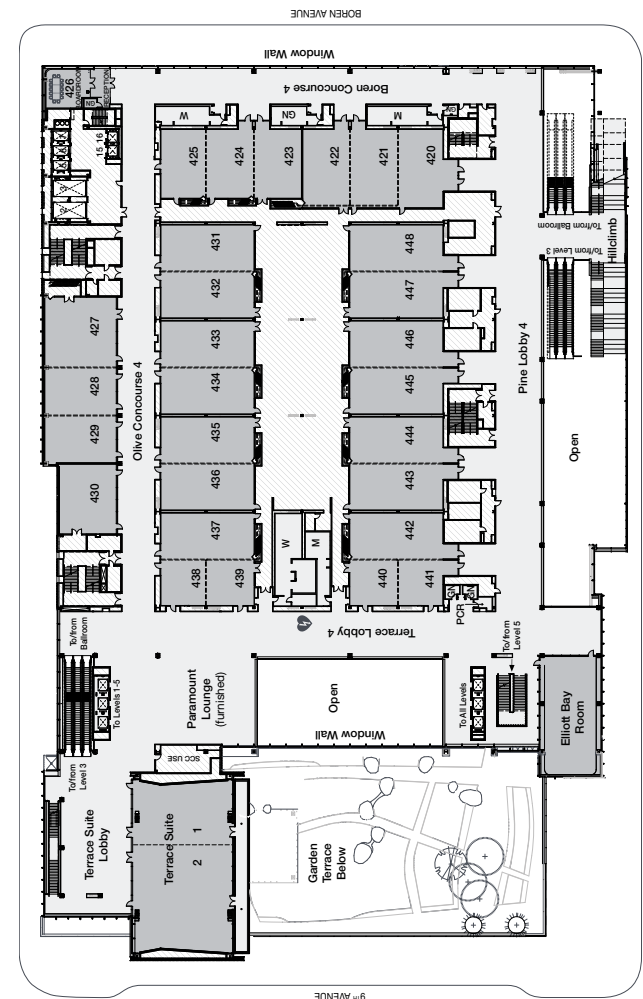 BOREN AVENUE
Window Wall
Boren Concourse 4
426
BOARDROOM
RECEPTION
GN
W
GN
M
GN
15 16
425
424
423
422
421
420
To/from Ballroom
To/from Level 3
Hillclimb
431
432
433
434
435
436
437
438
439
448
447
446
445
444
443
442
440
441
427
428
429
430
Olive Concourse 4
Pine Lobby 4
Open
W
M
GN
GN
PCR
Terrace Lobby 4
To/from
Ballroom
To Levels 1-5
To/from
Level 3
Paramount
Lounge
(furnished)
Open
Window Wall
To All Levels
To/from
Level 5
Elliott Bay
Room
SCC USE
Terrace Suite
Lobby
Terrace Suite
1
2
Garden
Terrace
Below
9TH AVENUE